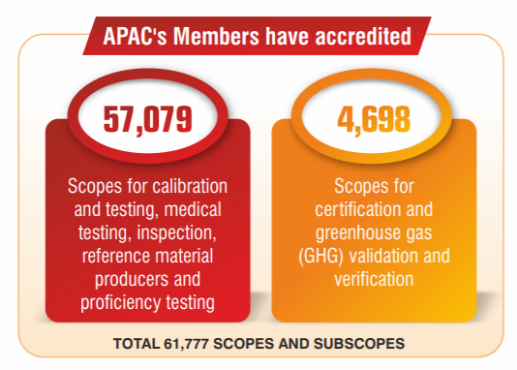 APAC's Members have accredited
57,079
Scopes for calibration
and testing, medical
testing, inspection,
reference material
producers and
proficiency testing
4,698
Scopes for
certification and
greenhouse gas
(GHG) validation and
verification
TOTAL 61,777 SCOPES AND SUBSCOPES